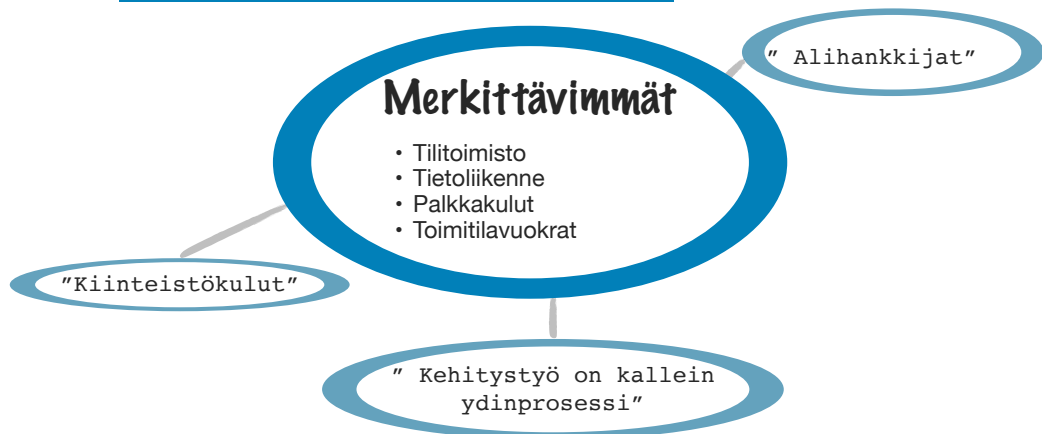 " Alihankkijat"
Merkittävimmät
• Tilitoimisto
• Tietoliikenne
• Palkkakulut
• Toimitilavuokrat
"Kiinteistökulut"
" Kehitystyö on kallein
ydinprosessi"